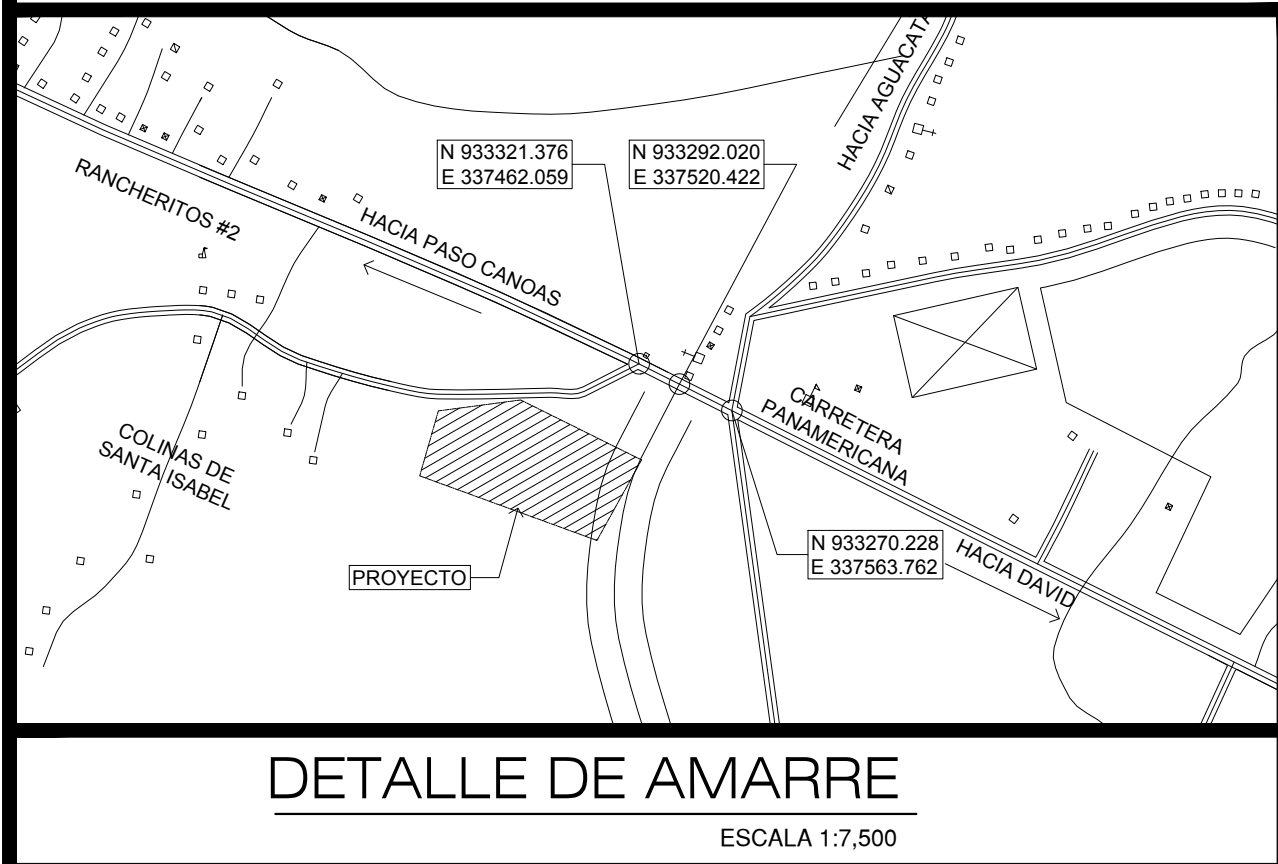 HACIA AGUACATA
N 933321.376
E 337462.059
N 933292.020
E 337520.422
RANCHERITOS #2
HACIA PASO CANOAS
CARRETERA
PANAMERICANA
COLINAS DE
SANTA ISABEL
N 933270.228
E 337563.762
HACIA DAVID
PROYECTO
DETALLE DE AMARRE
ESCALA 1:7,500